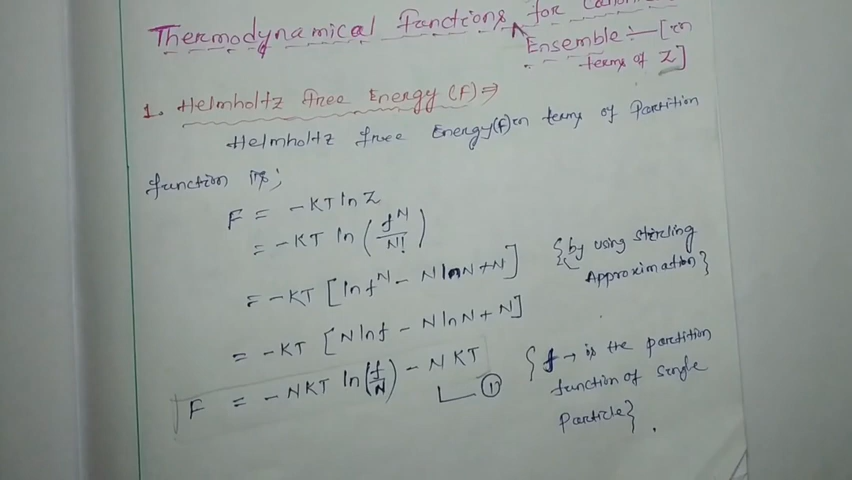 Thermodynamical Functions for
Ensemble :— [in
terms of Z]
1. Helmholtz free Energy (F) ⇒
Helmholtz free Energy(F) in terms of Partition
function is;
F = -KT ln Z
= -KT ln (f^N/N!)
= -KT [ln f^N - N ln N + N] {by using stirling
Approximation}
= -KT [N ln f - N ln N + N]
F = -NKT ln(f/N) - NKT ①
{f → is the partition
function of single
Particle}.